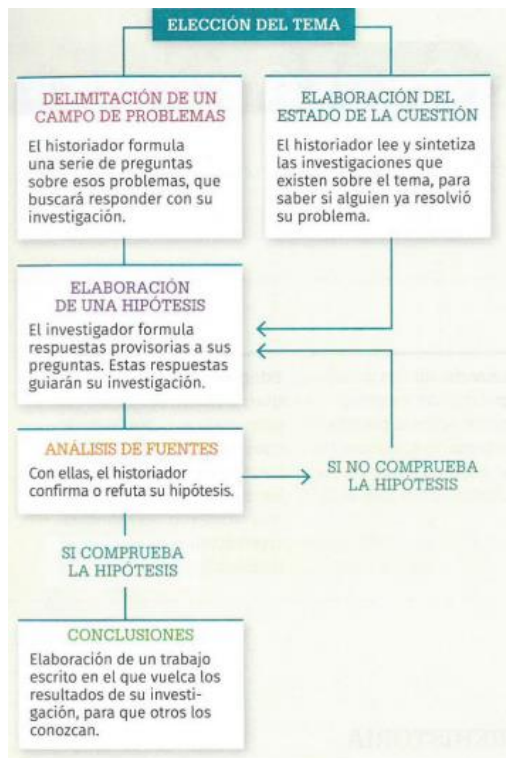 ELECCIÓN DEL TEMA
DELIMITACIÓN DE UN
CAMPO DE PROBLEMAS
El historiador formula
una serie de preguntas
sobre esos problemas, que
buscará responder con su
investigación.
ELABORACIÓN DEL
ESTADO DE LA CUESTIÓN
El historiador lee y sintetiza
las investigaciones que
existen sobre el tema, para
saber si alguien ya resolvió
su problema.
ELABORACIÓN
DE UNA HIPÓTESIS
El investigador formula
respuestas provisorias a sus
preguntas. Estas respuestas
guiarán su investigación.
ANÁLISIS DE FUENTES
Con ellas, el historiador
confirma o refuta su hipótesis.
SI NO COMPRUEBA
LA HIPÓTESIS
SI COMPRUEBA
LA HIPÓTESIS
CONCLUSIONES
Elaboración de un trabajo
escrito en el que vuelca los
resultados de su investi-
gación, para que otros los
conozcan.